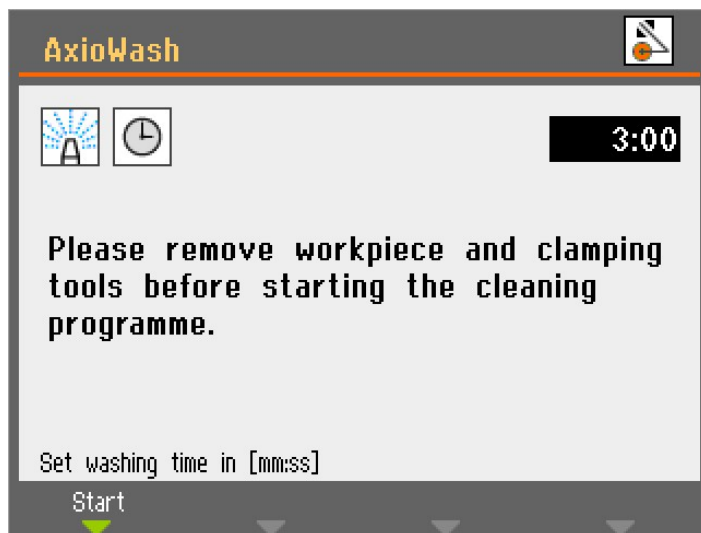 AxioWash
3:00
Please remove workpiece and clamping
tools before starting the cleaning
programme.
Set washing time in [mm:ss]
Start